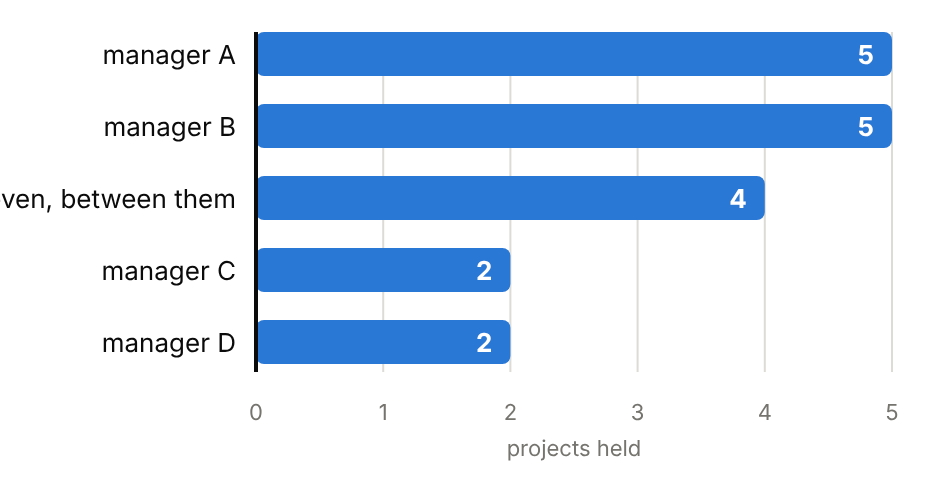 manager A 5
manager B 5
ven, between them 4
manager C 2
manager D 2
0 1 2 3 4 5
projects held